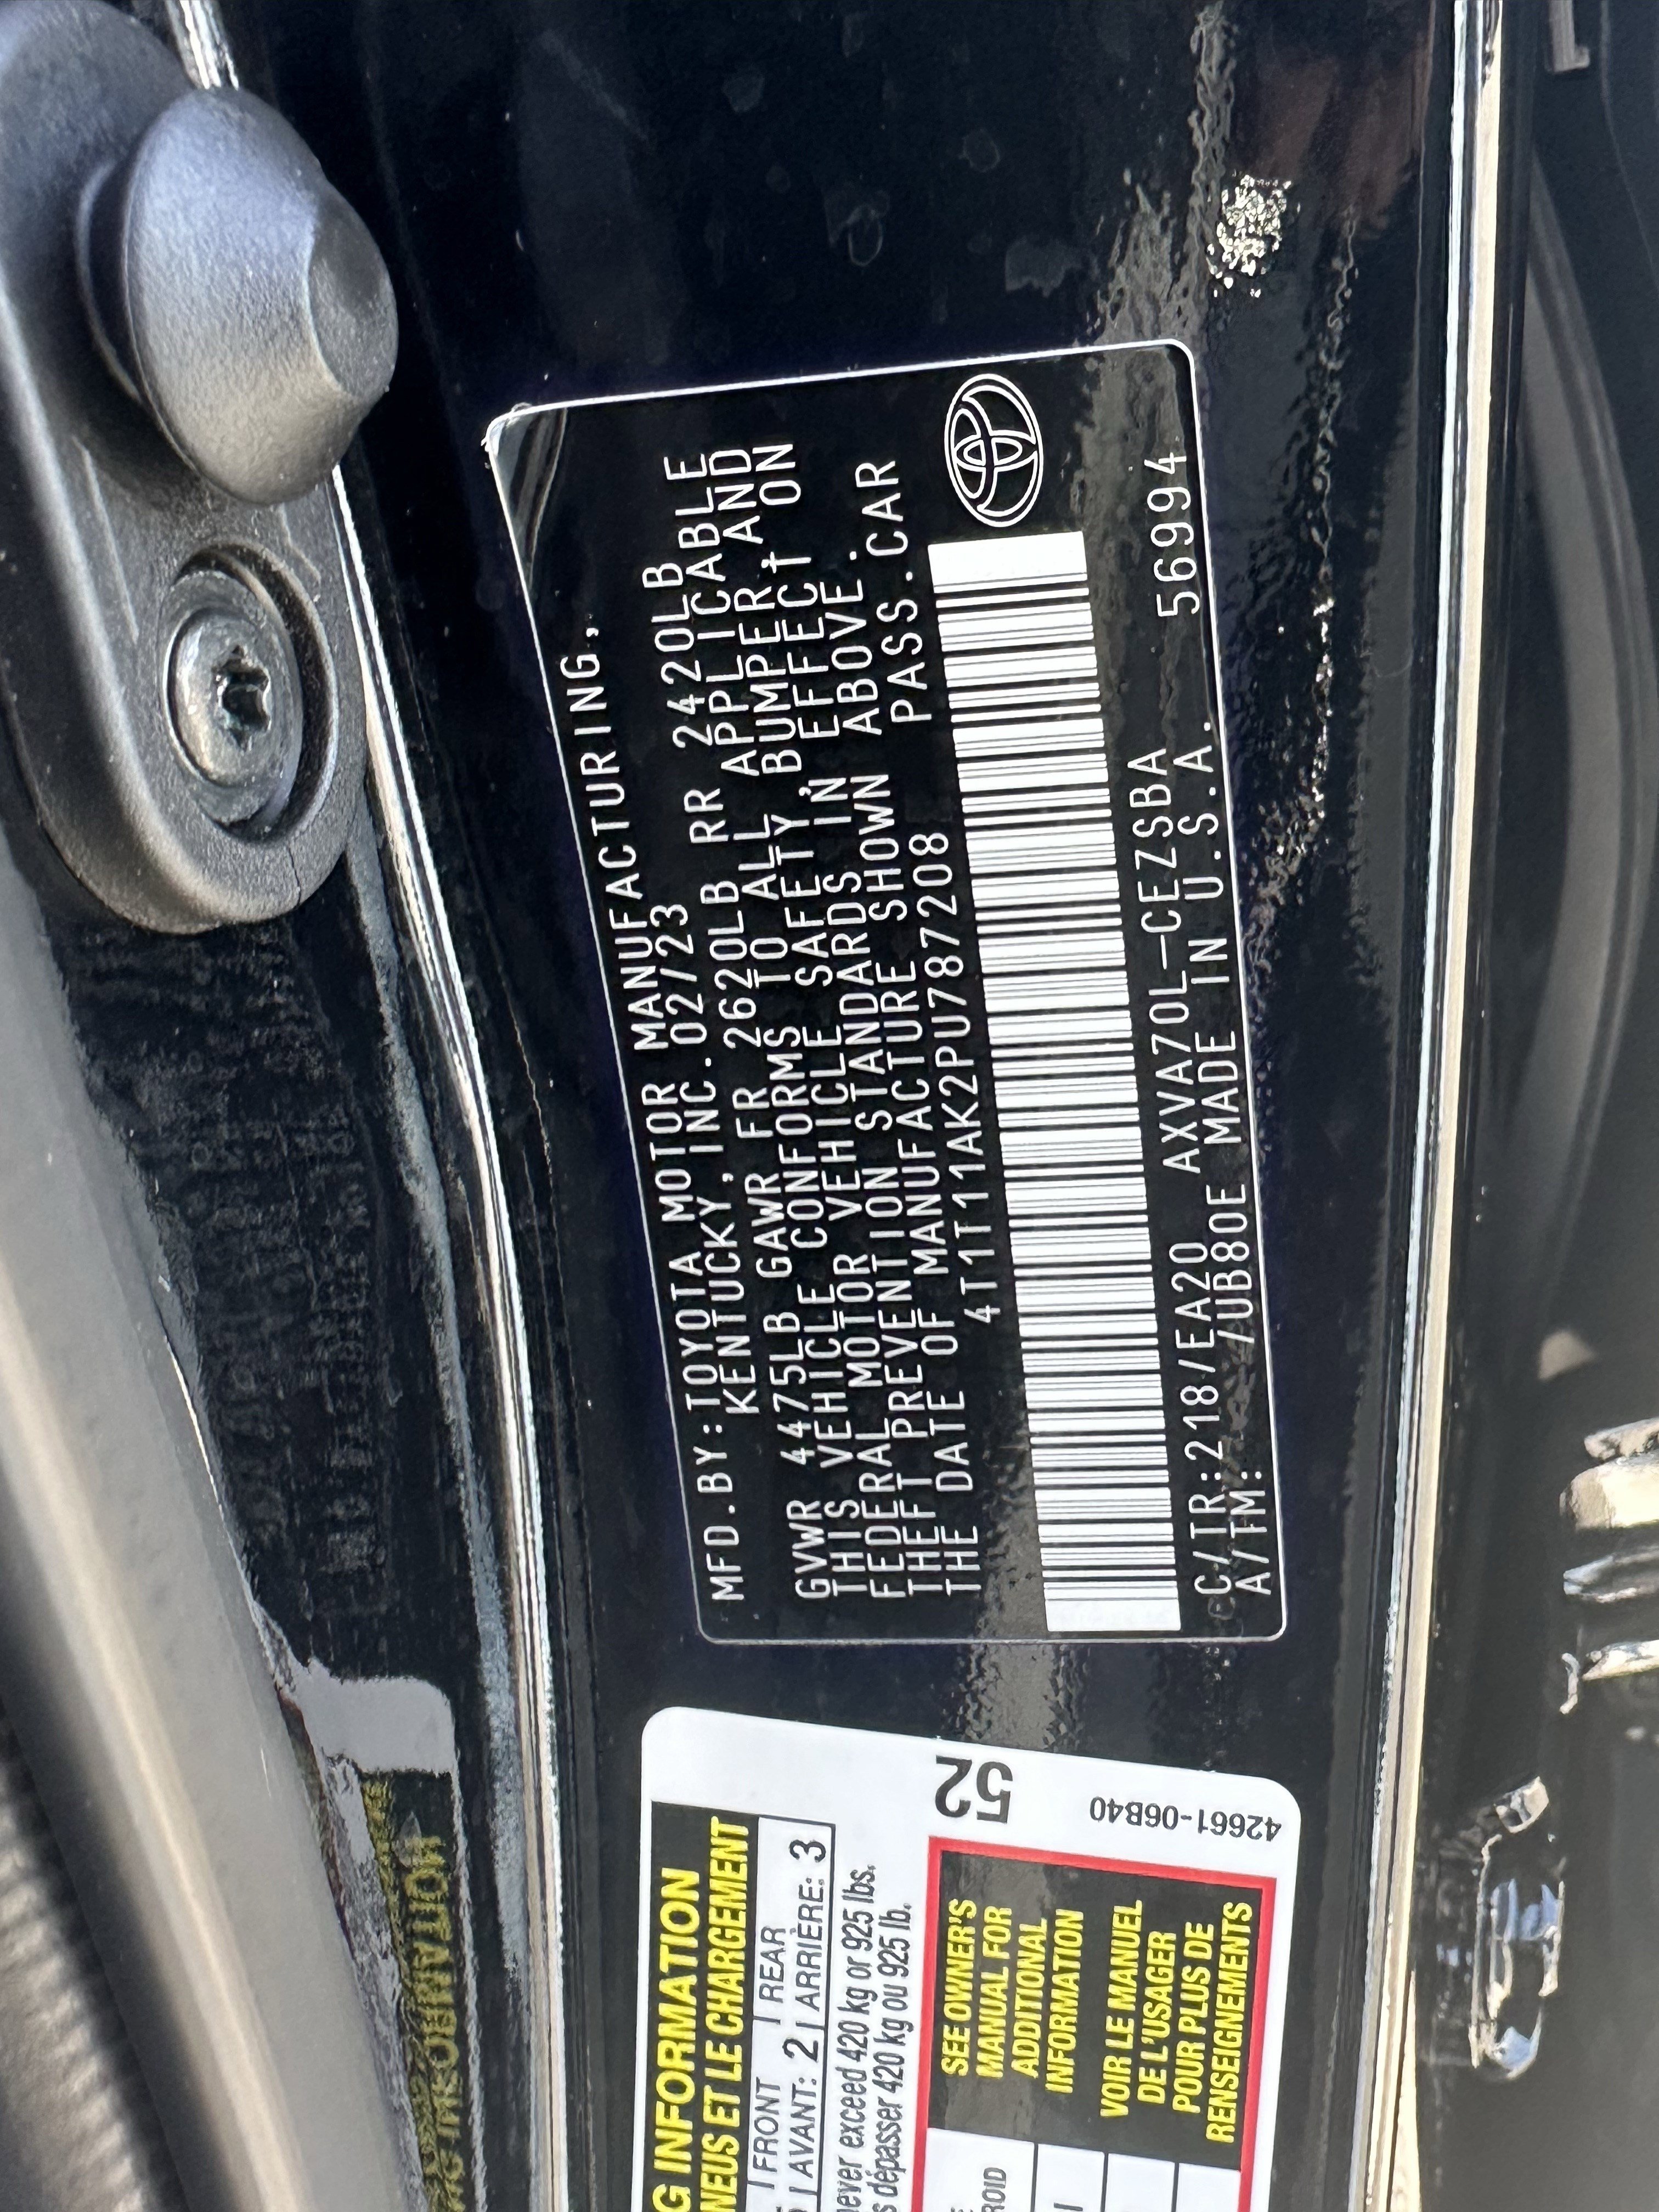 MFD.BY:TOYOTA MOTOR MANUFACTURING,
KENTUCKY,INC.02/23
GVWR 4475LB GAWR FR 2620LB RR 2420LB
THIS VEHICLE CONFORMS TO ALL APPLICABLE
FEDERAL MOTOR VEHICLE SAFETY, BUMPER, AND
THEFT PREVENTION STANDARDS IN EFFECT ON
THE DATE OF MANUFACTURE SHOWN ABOVE.
4T1T11AK2PU787208 PASS.CAR
C/TR:218/EA20 AXVA70L-CEZSBA 56994
A/TM: /UB80E MADE IN U.S.A.
G INFORMATION
NEUS ET LE CHARGEMENT
FRONT REAR
AVANT: 2 ARRIÈRE: 3
never exceed 420 kg or 925 lbs.
dépasser 420 kg ou 925 lb.
52
42661-06B40
SEE OWNER'S
MANUAL FOR
ADDITIONAL
INFORMATION
VOIR LE MANUEL
DE L'USAGER
POUR PLUS DE
RENSEIGNEMENTS